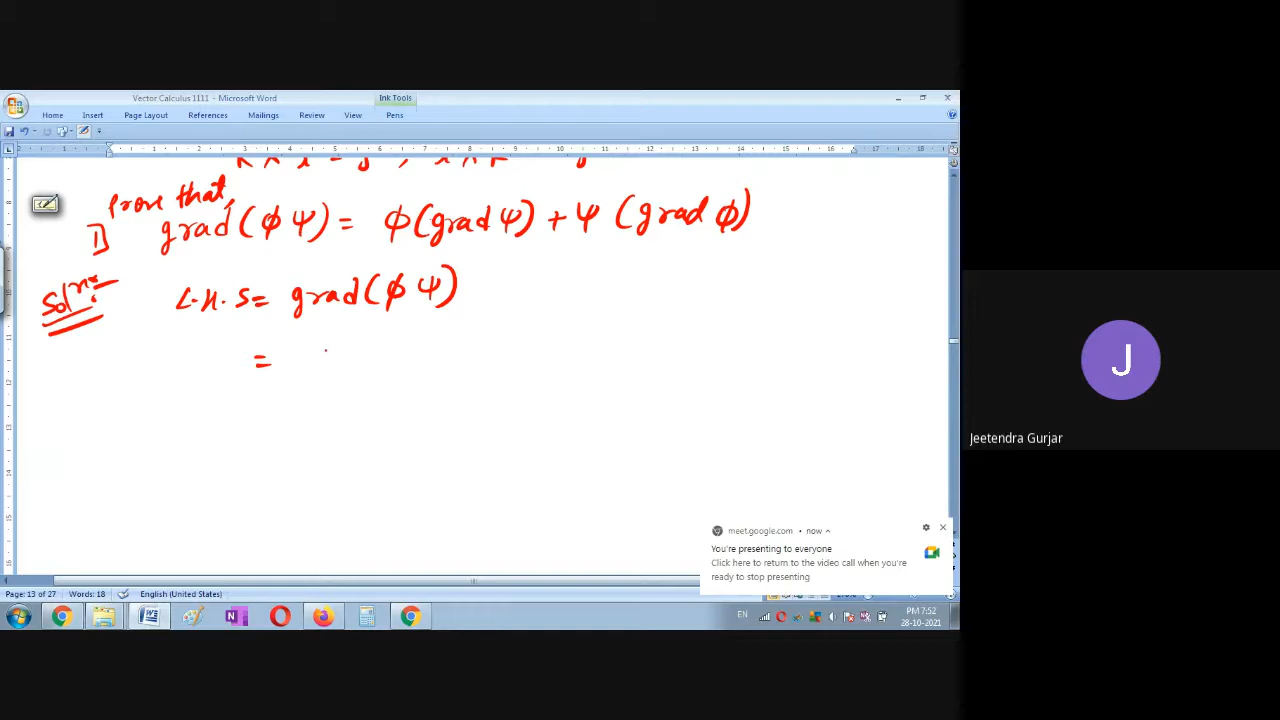 Vector Calculus 1111 - Microsoft Word
Ink Tools
Home Insert Page Layout References Mailings Review View Pens
Prove that,
1] grad(φ ψ) = φ(grad ψ) + ψ (grad φ)
Soln:
L.H.S = grad(φ ψ)
=
J
Jeetendra Gurjar
meet.google.com • now
You're presenting to everyone
Click here to return to the video call when you're
ready to stop presenting
Page: 13 of 27 Words: 18 English (United States)
EN
PM 7:52
28-10-2021